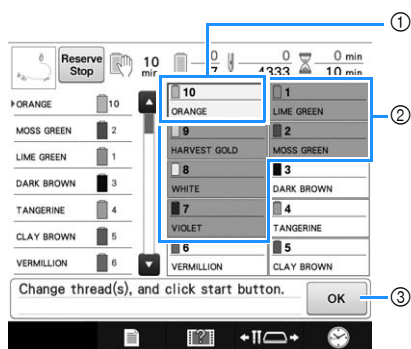 ①
Reserve Stop 10 min 0 7 0 4333 0 min 10 min
ORANGE 10
MOSS GREEN 2
LIME GREEN 1
DARK BROWN 3
TANGERINE 4
CLAY BROWN 5
VERMILLION 6
10 ORANGE
1 LIME GREEN
②
9 HARVEST GOLD
2 MOSS GREEN
8 WHITE
3 DARK BROWN
7 VIOLET
4 TANGERINE
6 VERMILLION
5 CLAY BROWN
Change thread(s), and click start button.
OK
③